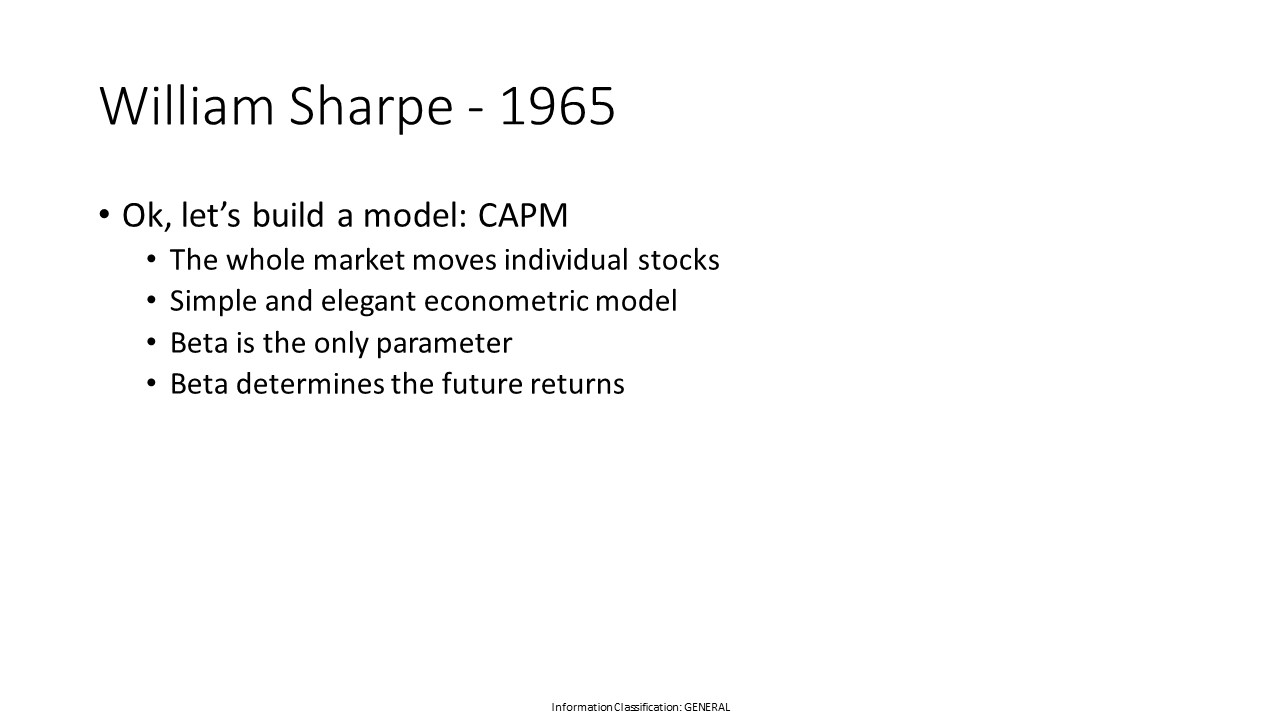 William Sharpe - 1965
• Ok, let’s build a model: CAPM
• The whole market moves individual stocks
• Simple and elegant econometric model
• Beta is the only parameter
• Beta determines the future returns
Information Classification: GENERAL